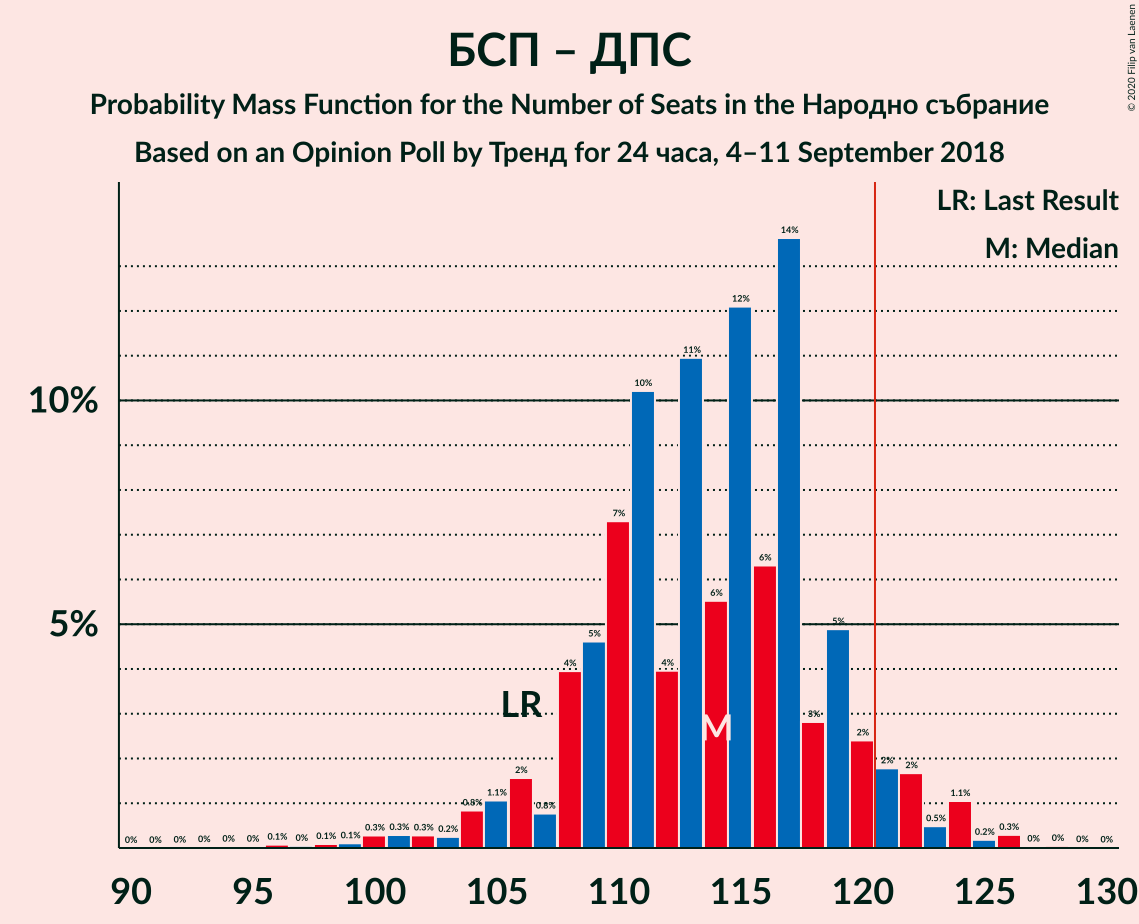 БСП – ДПС
Probability Mass Function for the Number of Seats in the Народно събрание
Based on an Opinion Poll by Тренд for 24 часа, 4–11 September 2018
© 2020 Filip van Laenen
LR: Last Result
M: Median
10%
5%
0% 0% 0% 0% 0% 0% 0.1% 0% 0.1% 0.1% 0.3% 0.3% 0.3% 0.2% 0.8% 1.1% 2% 0.8% 4% 5% 7% 10% 4% 11% 6% 12% 6% 14% 3% 5% 2% 2% 2% 0.5% 1.1% 0.2% 0.3% 0% 0% 0% 0%
LR
M
90 95 100 105 110 115 120 125 130